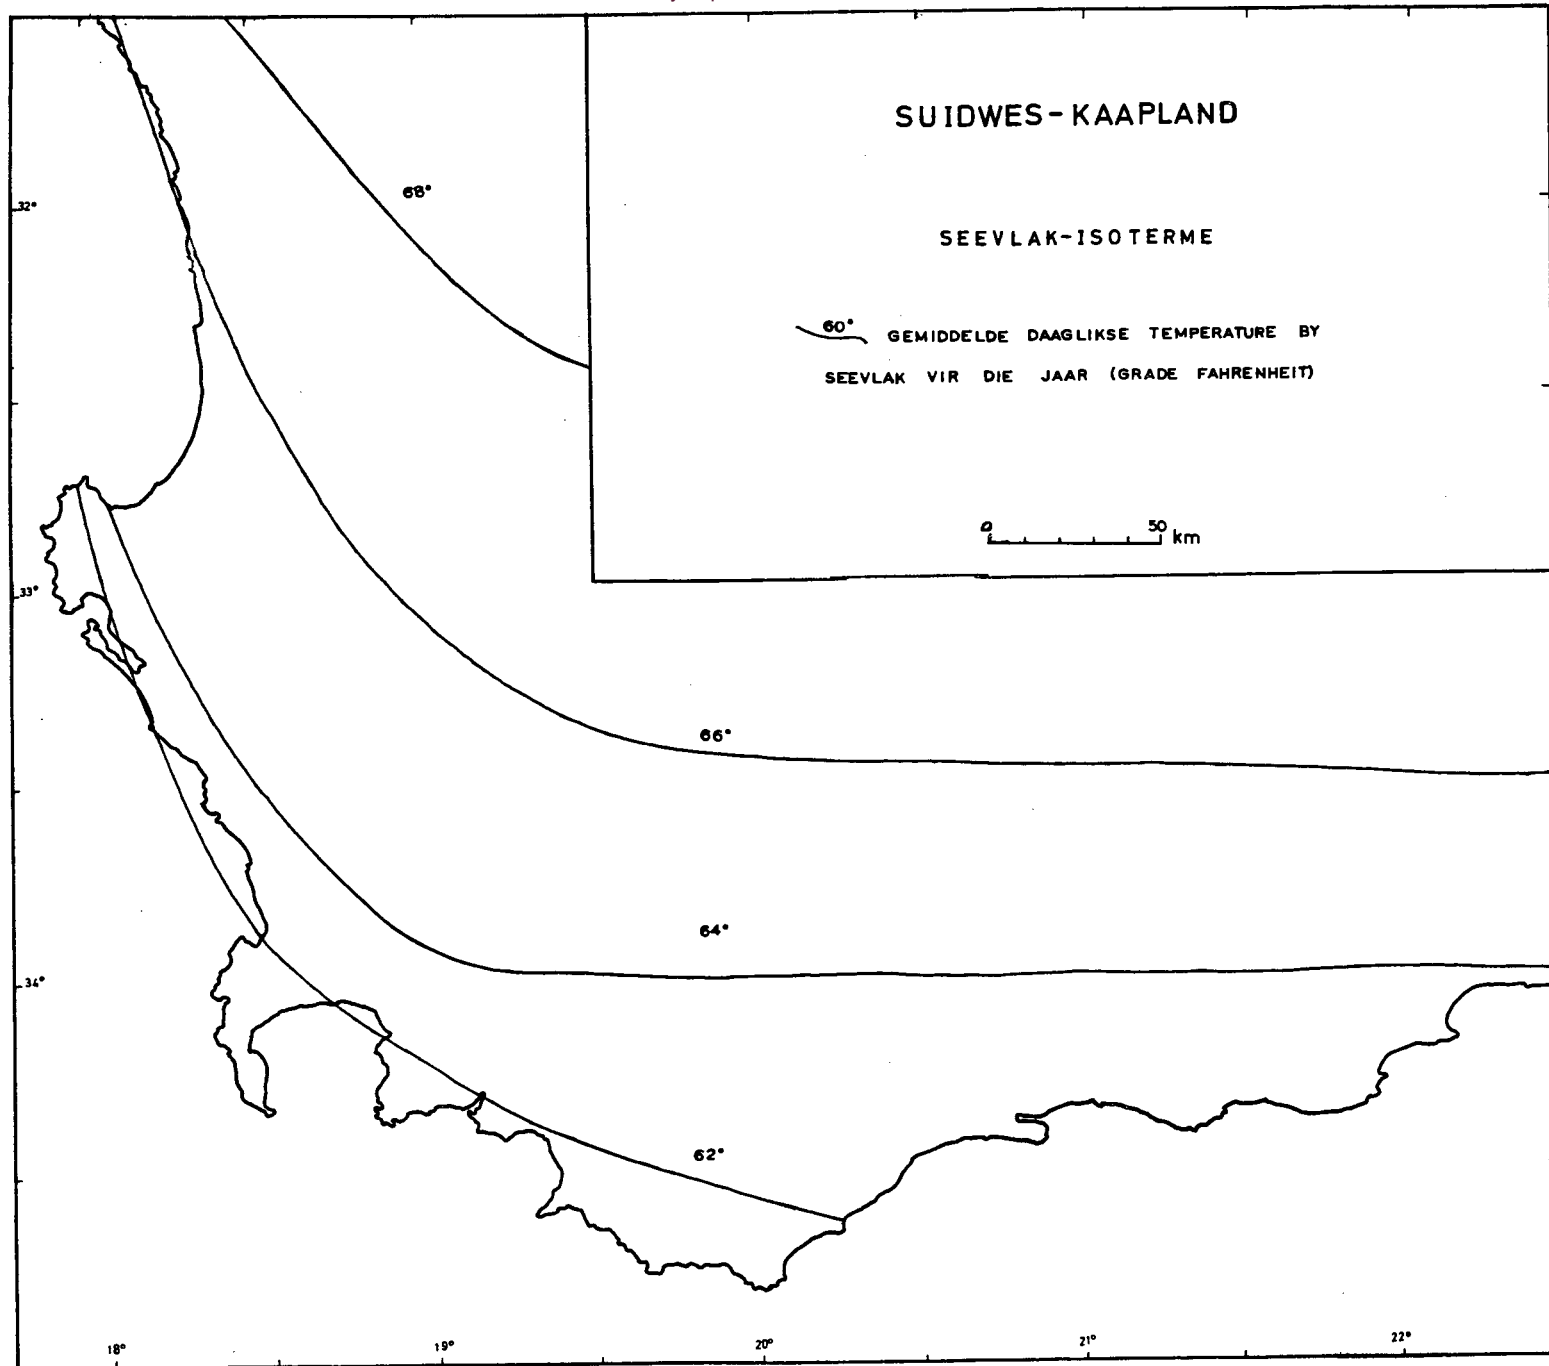 SUIDWES-KAAPLAND
SEEVLAK-ISOTERME
60° GEMIDDELDE DAAGLIKSE TEMPERATURE BY
SEEVLAK VIR DIE JAAR (GRADE FAHRENHEIT)
0 50 km
68°
66°
64°
62°
32°
33°
34°
18° 19° 20° 21° 22°